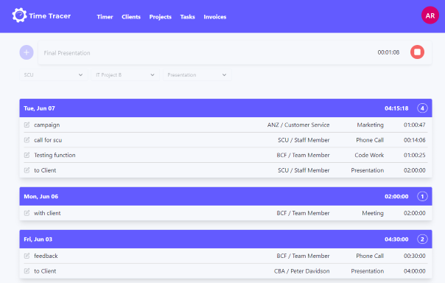 Time Tracer Timer Clients Projects Tasks Invoices AR
Final Presentation 00:01:08
SCU IT Project B Presentation
Tue, Jun 07 04:15:18 4
campaign ANZ / Customer Service Marketing 01:00:47
call for scu SCU / Staff Member Phone Call 00:14:06
Testing function BCF / Team Member Code Work 01:00:25
to Client SCU / Staff Member Presentation 02:00:00
Mon, Jun 06 02:00:00 1
with client BCF / Team Member Meeting 02:00:00
Fri, Jun 03 04:30:00 2
feedback BCF / Team Member Phone Call 00:30:00
to Client CBA / Peter Davidson Presentation 04:00:00